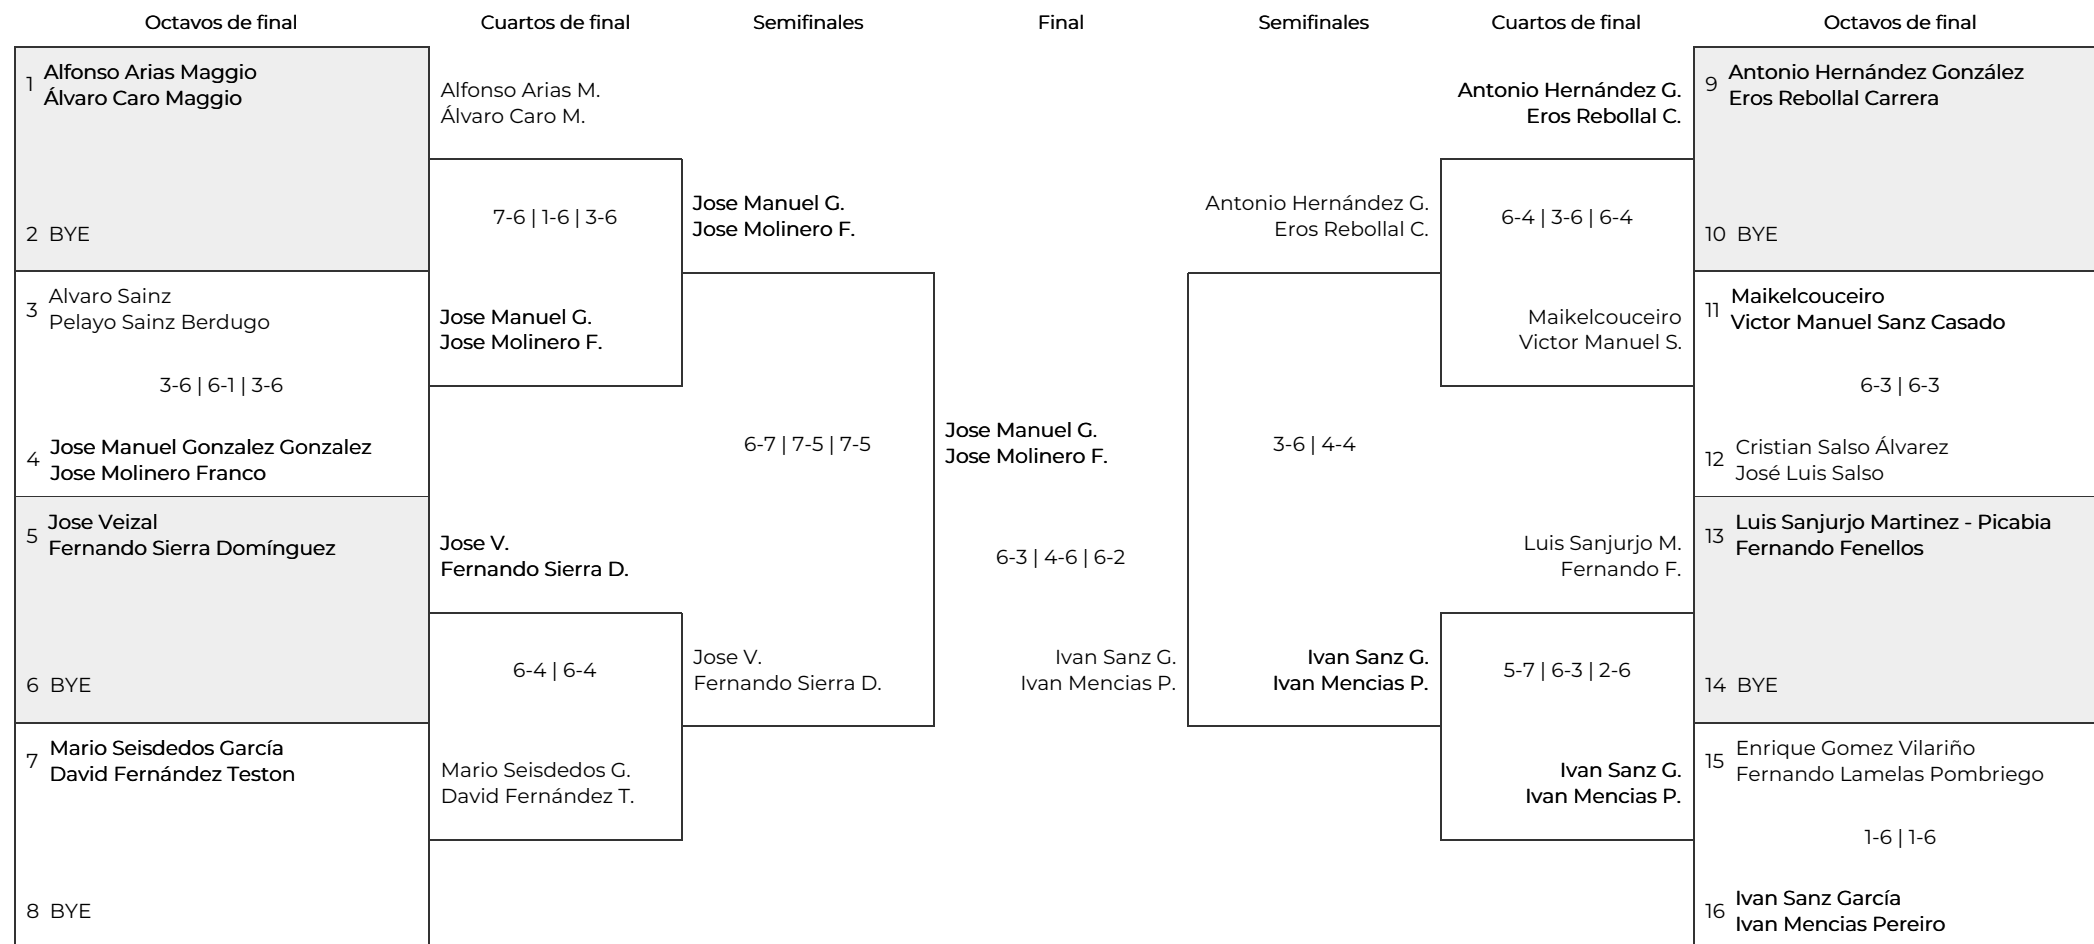 Octavos de final
Cuartos de final
Semifinales
Final
Semifinales
Cuartos de final
Octavos de final
1 Alfonso Arias Maggio
Álvaro Caro Maggio
2 BYE
3 Alvaro Sainz
Pelayo Sainz Berdugo
3-6 | 6-1 | 3-6
4 Jose Manuel Gonzalez Gonzalez
Jose Molinero Franco
5 Jose Veizal
Fernando Sierra Domínguez
6 BYE
7 Mario Seisdedos García
David Fernández Teston
8 BYE
Alfonso Arias M.
Álvaro Caro M.
7-6 | 1-6 | 3-6
Jose Manuel G.
Jose Molinero F.
Jose V.
Fernando Sierra D.
6-4 | 6-4
Mario Seisdedos G.
David Fernández T.
Jose Manuel G.
Jose Molinero F.
6-7 | 7-5 | 7-5
Jose V.
Fernando Sierra D.
Jose Manuel G.
Jose Molinero F.
6-3 | 4-6 | 6-2
Ivan Sanz G.
Ivan Mencias P.
Antonio Hernández G.
Eros Rebollal C.
3-6 | 4-4
Ivan Sanz G.
Ivan Mencias P.
Antonio Hernández G.
Eros Rebollal C.
6-4 | 3-6 | 6-4
Maikelcouceiro
Victor Manuel S.
Luis Sanjurjo M.
Fernando F.
5-7 | 6-3 | 2-6
Ivan Sanz G.
Ivan Mencias P.
9 Antonio Hernández González
Eros Rebollal Carrera
10 BYE
11 Maikelcouceiro
Victor Manuel Sanz Casado
6-3 | 6-3
12 Cristian Salso Álvarez
José Luis Salso
13 Luis Sanjurjo Martinez - Picabia
Fernando Fenellos
14 BYE
15 Enrique Gomez Vilariño
Fernando Lamelas Pombriego
1-6 | 1-6
16 Ivan Sanz García
Ivan Mencias Pereiro